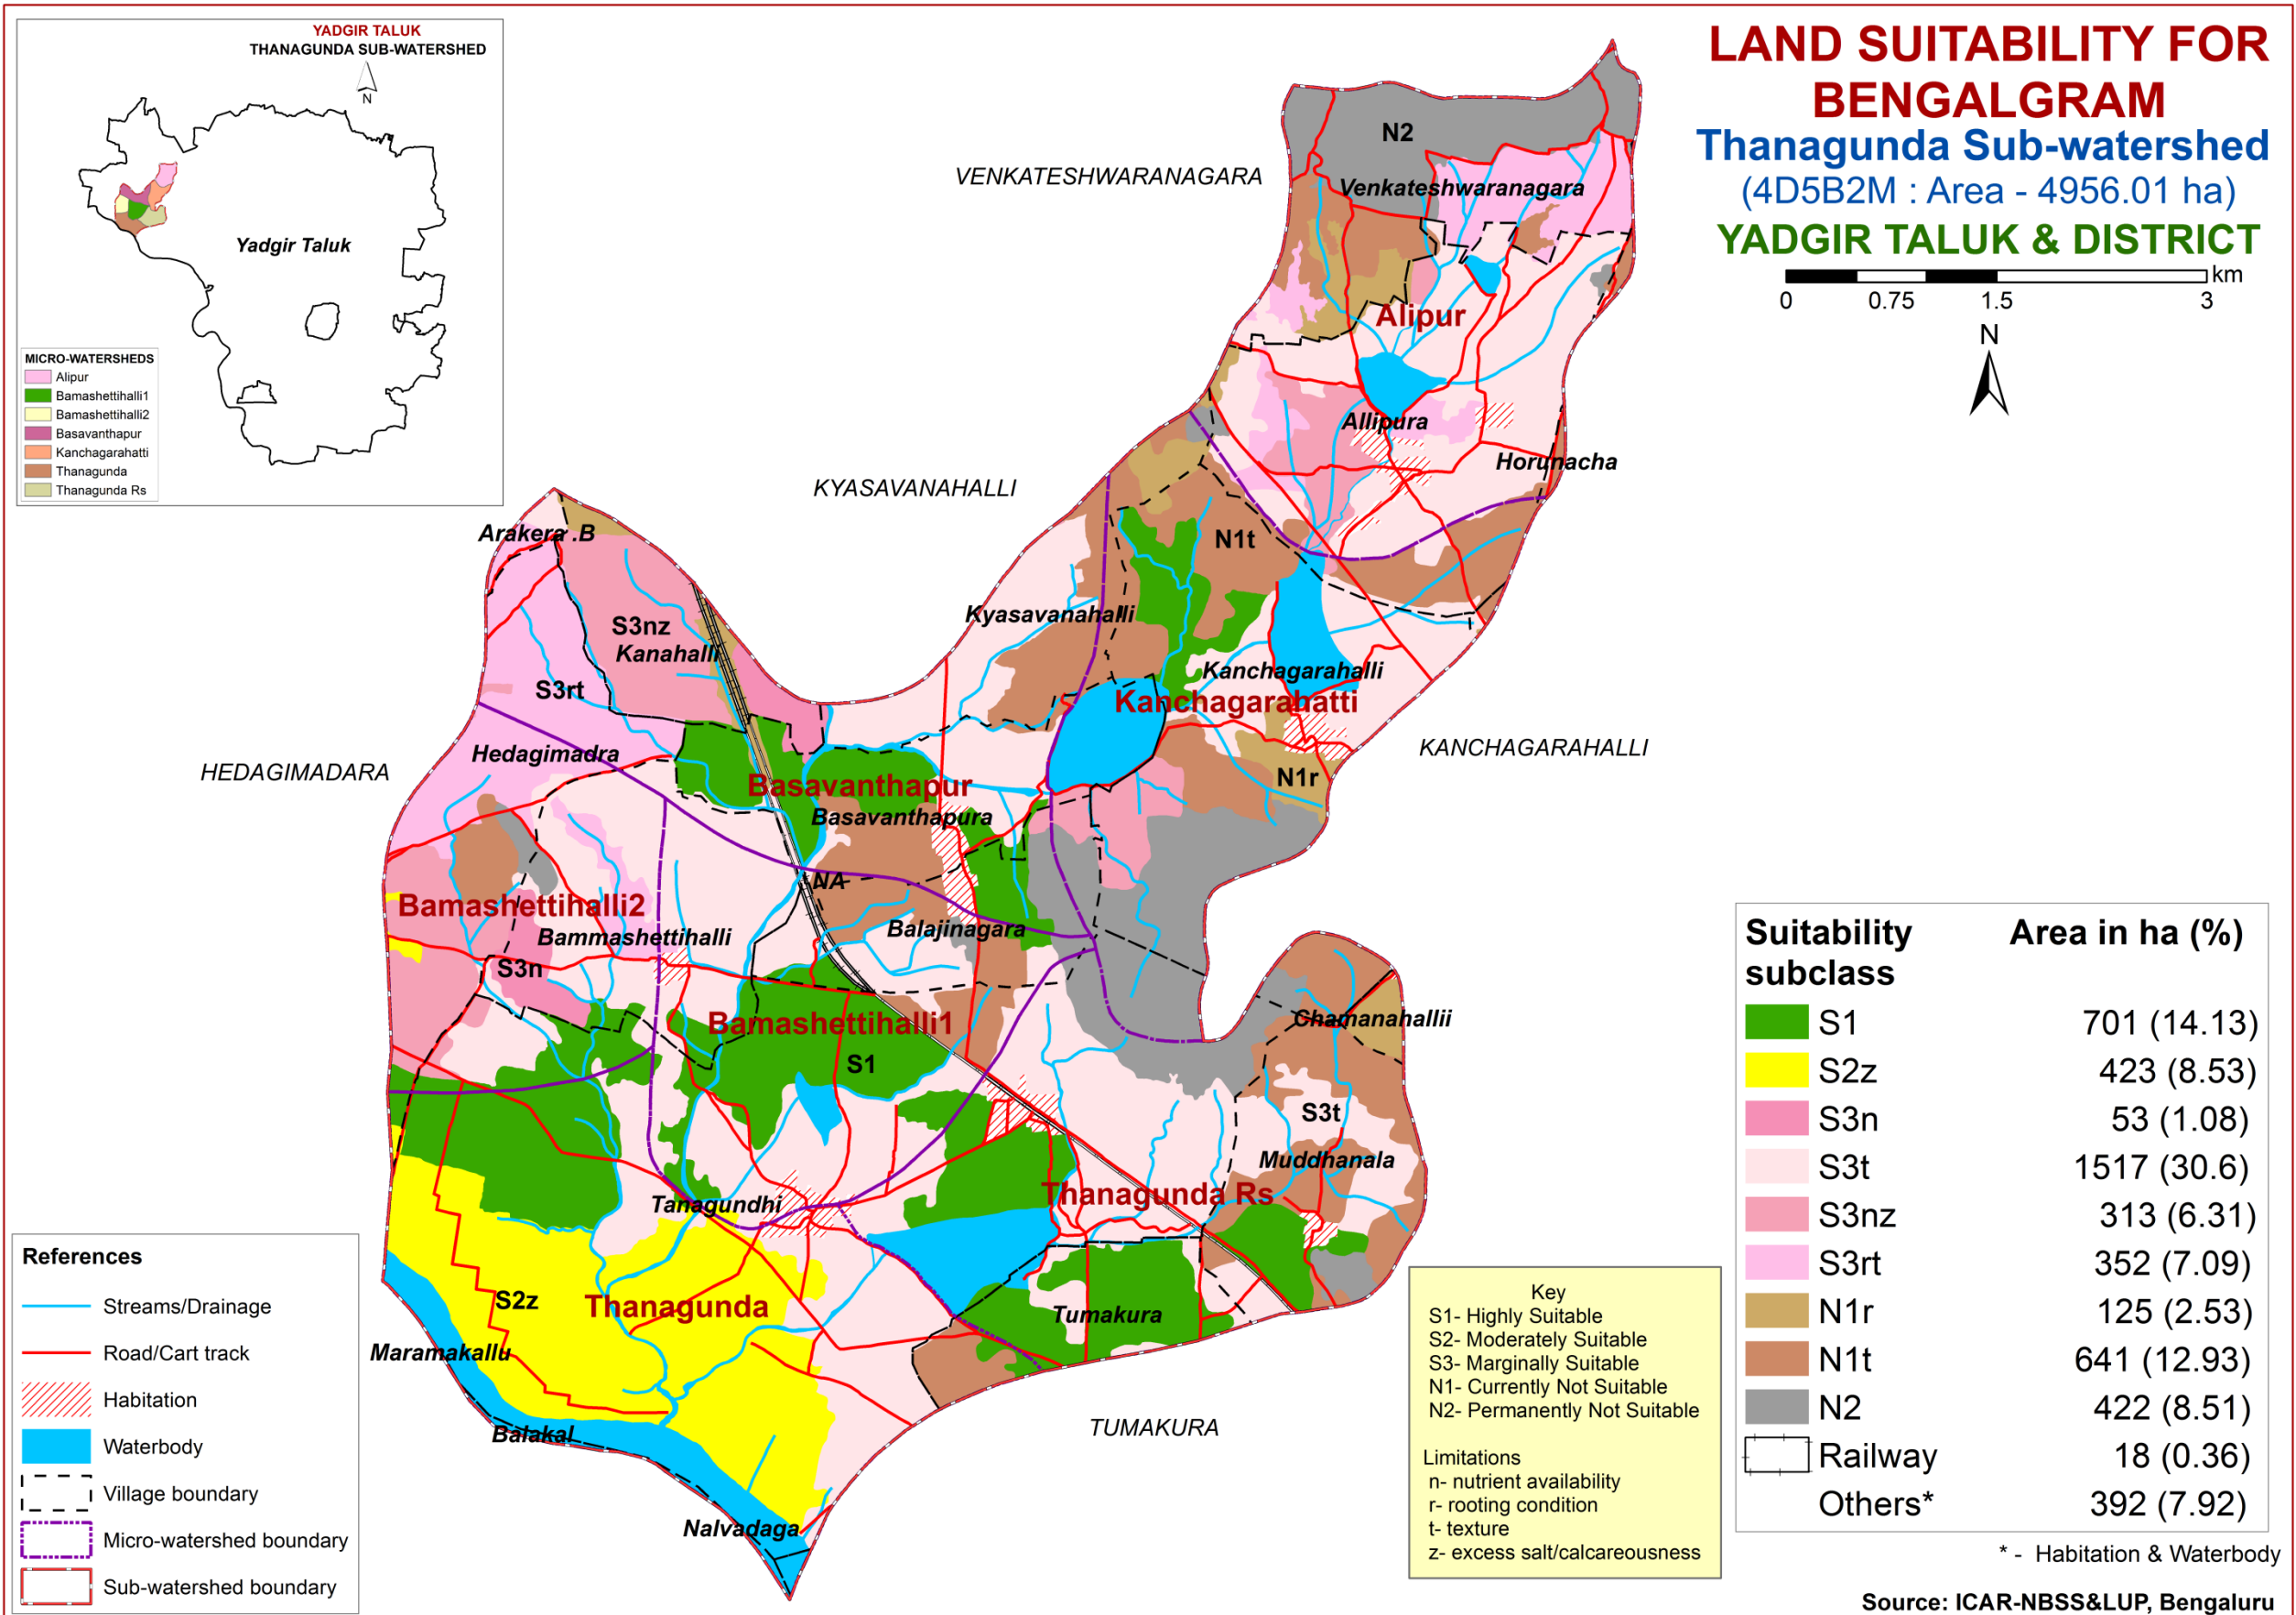 YADGIR TALUK
THANAGUNDA SUB-WATERSHED
N
Yadgir Taluk
MICRO-WATERSHEDS
Alipur
Bamashettihalli1
Bamashettihalli2
Basavanthapur
Kanchagarahatti
Thanagunda
Thanagunda Rs
LAND SUITABILITY FOR
BENGALGRAM
Thanagunda Sub-watershed
(4D5B2M : Area - 4956.01 ha)
YADGIR TALUK & DISTRICT
km
0 0.75 1.5 3
N
N2
VENKATESHWARANAGARA
Venkateshwaranagara
Alipur
Allipura
Horunacha
KYASAVANAHALLI
Arakera .B
N1t
Kyasavanahalli
S3nz
Kanahalli
Kanchagarahalli
S3rt
Kanchagarahatti
KANCHAGARAHALLI
Hedagimadra
HEDAGIMADARA
N1r
Basavanthapur
Basavanthapura
NA
Bamashettihalli2
Balajinagara
Bammashettihalli
S3n
Chamanahallii
Bamashettihalli1
S1
S3t
Muddhanala
Thanagunda Rs
Tanagundhi
S2z
Thanagunda
Tumakura
Maramakallu
TUMAKURA
Balakal
Nalvadaga
References
Streams/Drainage
Road/Cart track
Habitation
Waterbody
Village boundary
Micro-watershed boundary
Sub-watershed boundary
Key
S1- Highly Suitable
S2- Moderately Suitable
S3- Marginally Suitable
N1- Currently Not Suitable
N2- Permanently Not Suitable
Limitations
n- nutrient availability
r- rooting condition
t- texture
z- excess salt/calcareousness
Suitability Area in ha (%)
subclass
S1 701 (14.13)
S2z 423 (8.53)
S3n 53 (1.08)
S3t 1517 (30.6)
S3nz 313 (6.31)
S3rt 352 (7.09)
N1r 125 (2.53)
N1t 641 (12.93)
N2 422 (8.51)
Railway 18 (0.36)
Others* 392 (7.92)
* - Habitation & Waterbody
Source: ICAR-NBSS&LUP, Bengaluru